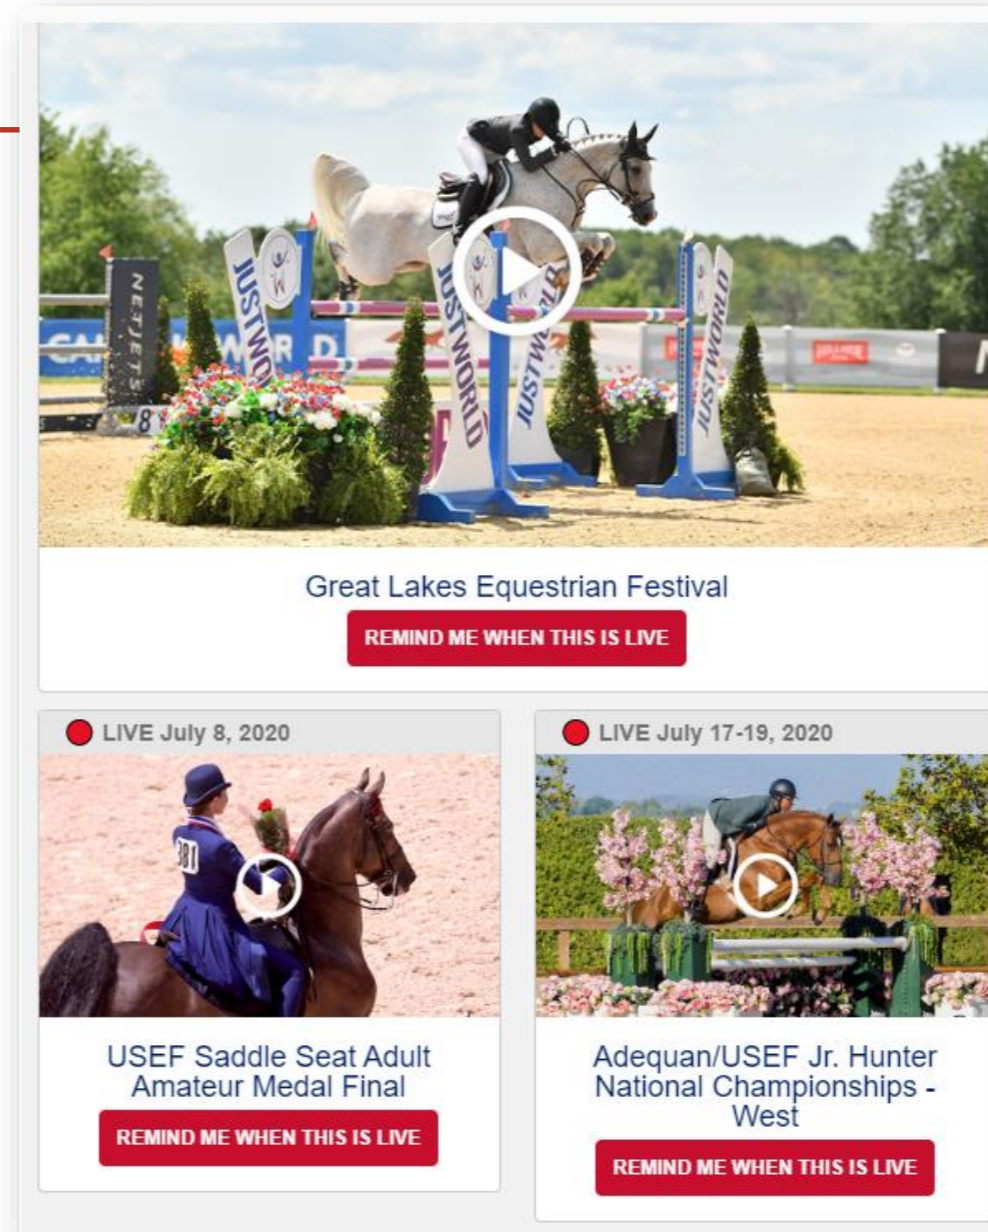 NETJETS
8
JUSTWORLD
JUSTWORLD
JUSTWORLD
JUSTWORLD
Great Lakes Equestrian Festival
REMIND ME WHEN THIS IS LIVE
LIVE July 8, 2020
LIVE July 17-19, 2020
381
USEF Saddle Seat Adult
Amateur Medal Final
REMIND ME WHEN THIS IS LIVE
Adequan/USEF Jr. Hunter
National Championships -
West
REMIND ME WHEN THIS IS LIVE